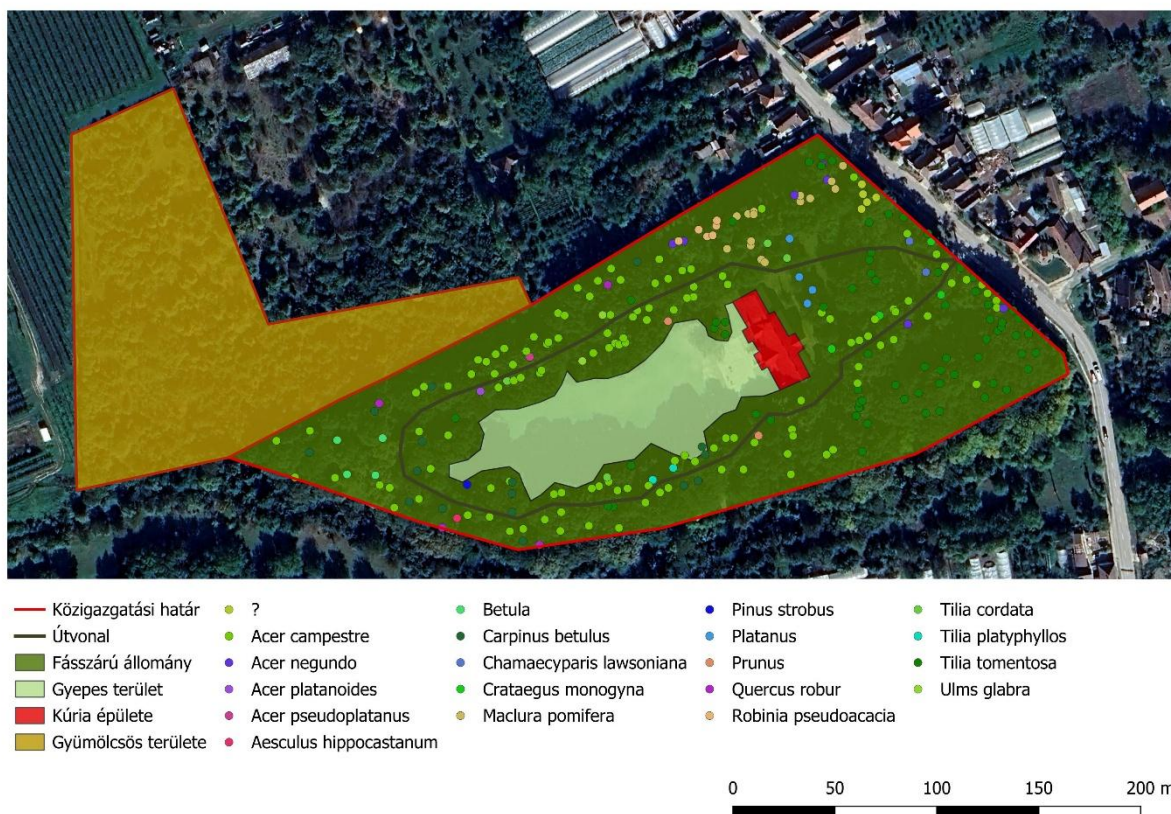 Közigazgatási határ
Útvonal
Fásszárú állomány
Gyepes terület
Kúria épülete
Gyümölcsös területe
?
Acer campestre
Acer negundo
Acer platanoides
Acer pseudoplatanus
Aesculus hippocastanum
Betula
Carpinus betulus
Chamaecyparis lawsoniana
Crataegus monogyna
Maclura pomifera
Pinus strobus
Platanus
Prunus
Quercus robur
Robinia pseudoacacia
Tilia cordata
Tilia platyphyllos
Tilia tomentosa
Ulms glabra
0 50 100 150 200 m